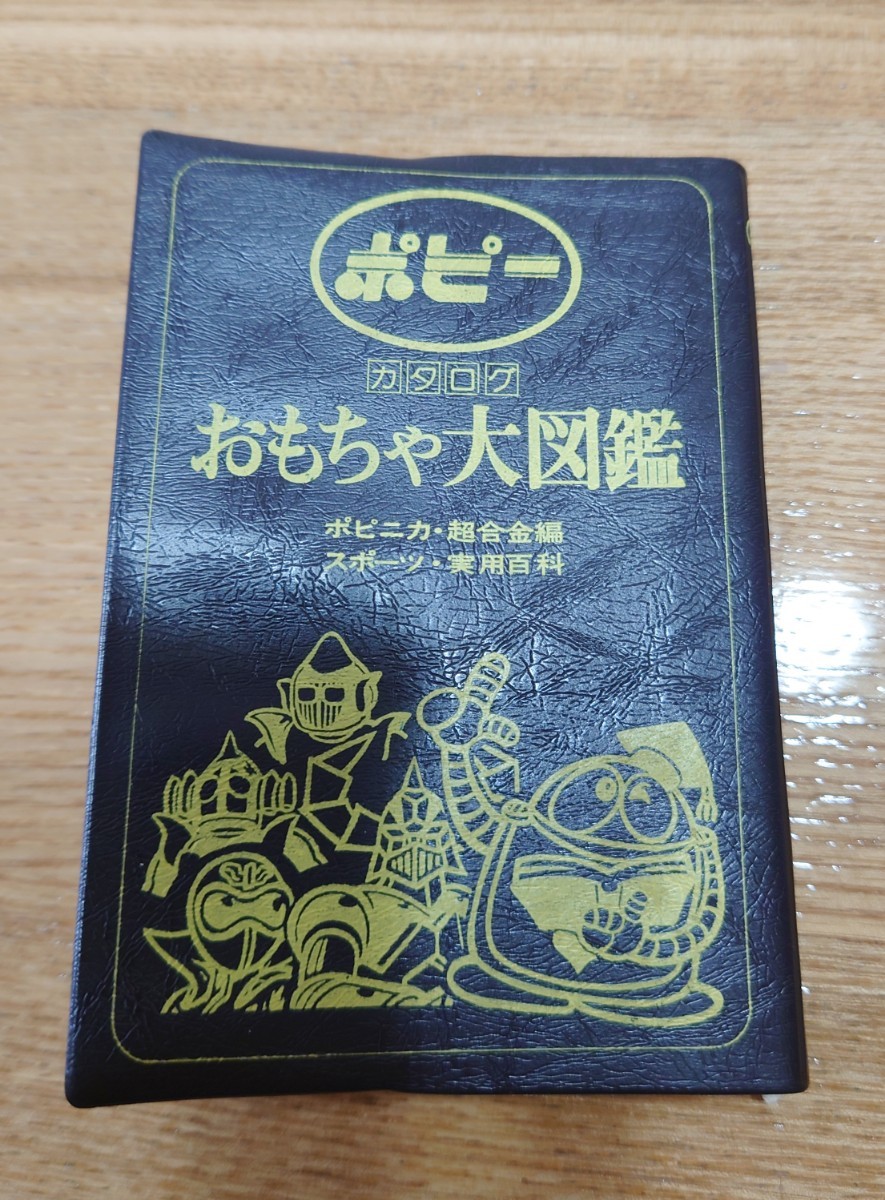 ポピー
カタログ
おもちゃ大図鑑
ポピニカ・超合金編
スポーツ・実用百科